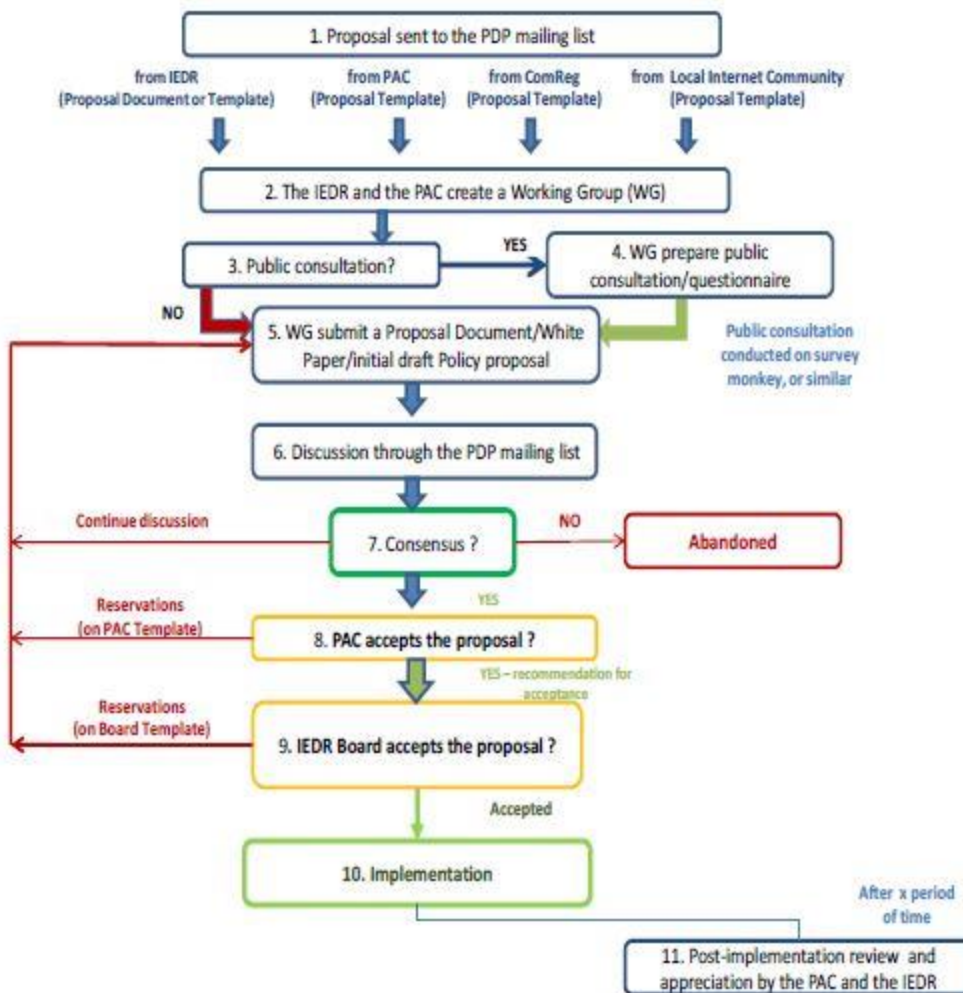 1. Proposal sent to the PDP mailing list
from IEDR
(Proposal Document or Template)
from PAC
(Proposal Template)
from ComReg
(Proposal Template)
from Local Internet Community
(Proposal Template)
2. The IEDR and the PAC create a Working Group (WG)
3. Public consultation?
YES
4. WG prepare public
consultation/questionnaire
NO
5. WG submit a Proposal Document/White
Paper/initial draft Policy proposal
Public consultation
conducted on survey
monkey, or similar
6. Discussion through the PDP mailing list
Continue discussion
7. Consensus ?
NO
Abandoned
YES
Reservations
(on PAC Template)
8. PAC accepts the proposal ?
YES – recommendation for
acceptance
Reservations
(on Board Template)
9. IEDR Board accepts the proposal ?
Accepted
10. Implementation
After x period
of time
11. Post-implementation review and
appreciation by the PAC and the IEDR